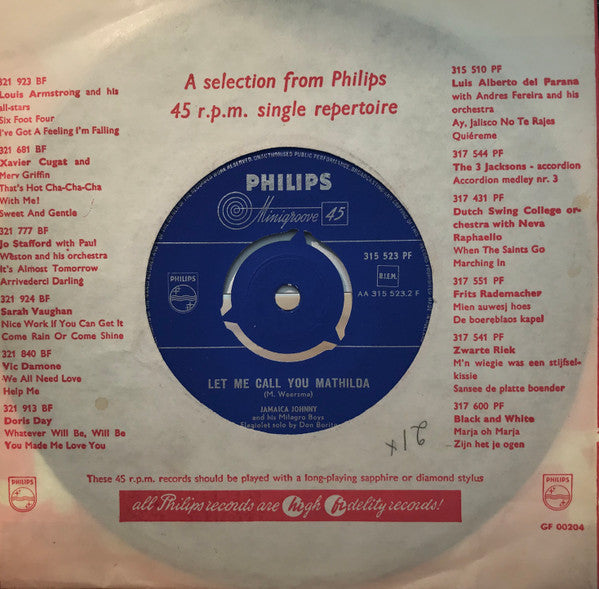 A selection from Philips
45 r.p.m. single repertoire
321 923 BF
Louis Armstrong and his
all-stars
Six Foot Four
I've Got A Feeling I'm Falling
321 681 BF
Xavier Cugat and
Merv Griffin
That's Hot Cha-Cha-Cha
With Me!
Sweet And Gentle
321 777 BF
Jo Stafford with Paul
Weston and his orchestra
It's Almost Tomorrow
Arrivederci Darling
321 924 BF
Sarah Vaughan
Nice Work If You Can Get It
Come Rain Or Come Shine
321 840 BF
Vic Damone
We All Need Love
Help Me
321 913 BF
Doris Day
Whatever Will Be, Will Be
You Made Me Love You
PHILIPS
Minigroove 45
315 523 PF
PHILIPS
B.I.E.M.
AA 315 523.2 F
LET ME CALL YOU MATHILDA
(M. Weersma)
JAMAICA JOHNNY
and his Milagro Boys
Flageolet solo by Don Borito
x12
315 510 PF
Luis Alberto del Parana
with Andres Fereira and his
orchestra
Ay, Jalisco No Te Rajes
Quiéreme
317 544 PF
The 3 Jacksons - accordion
Accordion medley nr. 3
317 431 PF
Dutch Swing College or-
chestra with Neva
Raphaello
When The Saints Go
Marching In
317 551 PF
Frits Rademacher
Mien auwesj hoes
De boereblaos kapel
317 541 PF
Zwarte Riek
M'n wiegie was een stijfsel-
kissie
Sansee de platte boender
317 600 PF
Black and White
Marja oh Marja
Zijn het je ogen
These 45 r.p.m. records should be played with a long-playing sapphire or diamond stylus
PHILIPS
all Philips records are high fidelity records!
PHILIPS
GF 00204